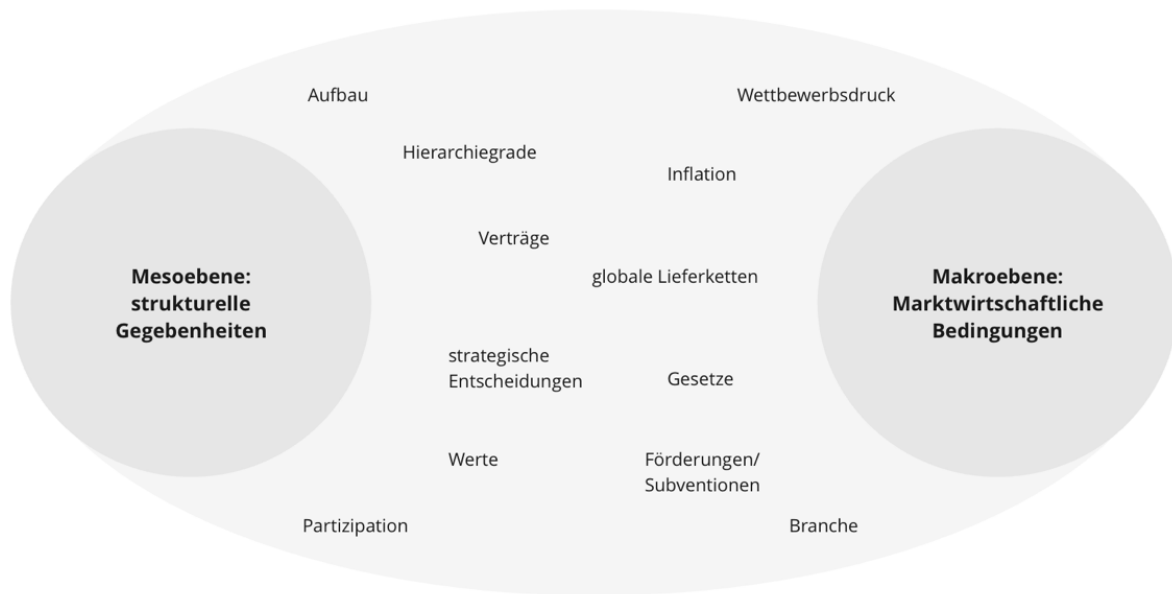 Aufbau
Wettbewerbsdruck
Hierarchiegrade
Inflation
Verträge
globale Lieferketten
Mesoebene:
strukturelle
Gegebenheiten
Makroebene:
Marktwirtschaftliche
Bedingungen
strategische
Entscheidungen
Gesetze
Werte
Förderungen/
Subventionen
Partizipation
Branche